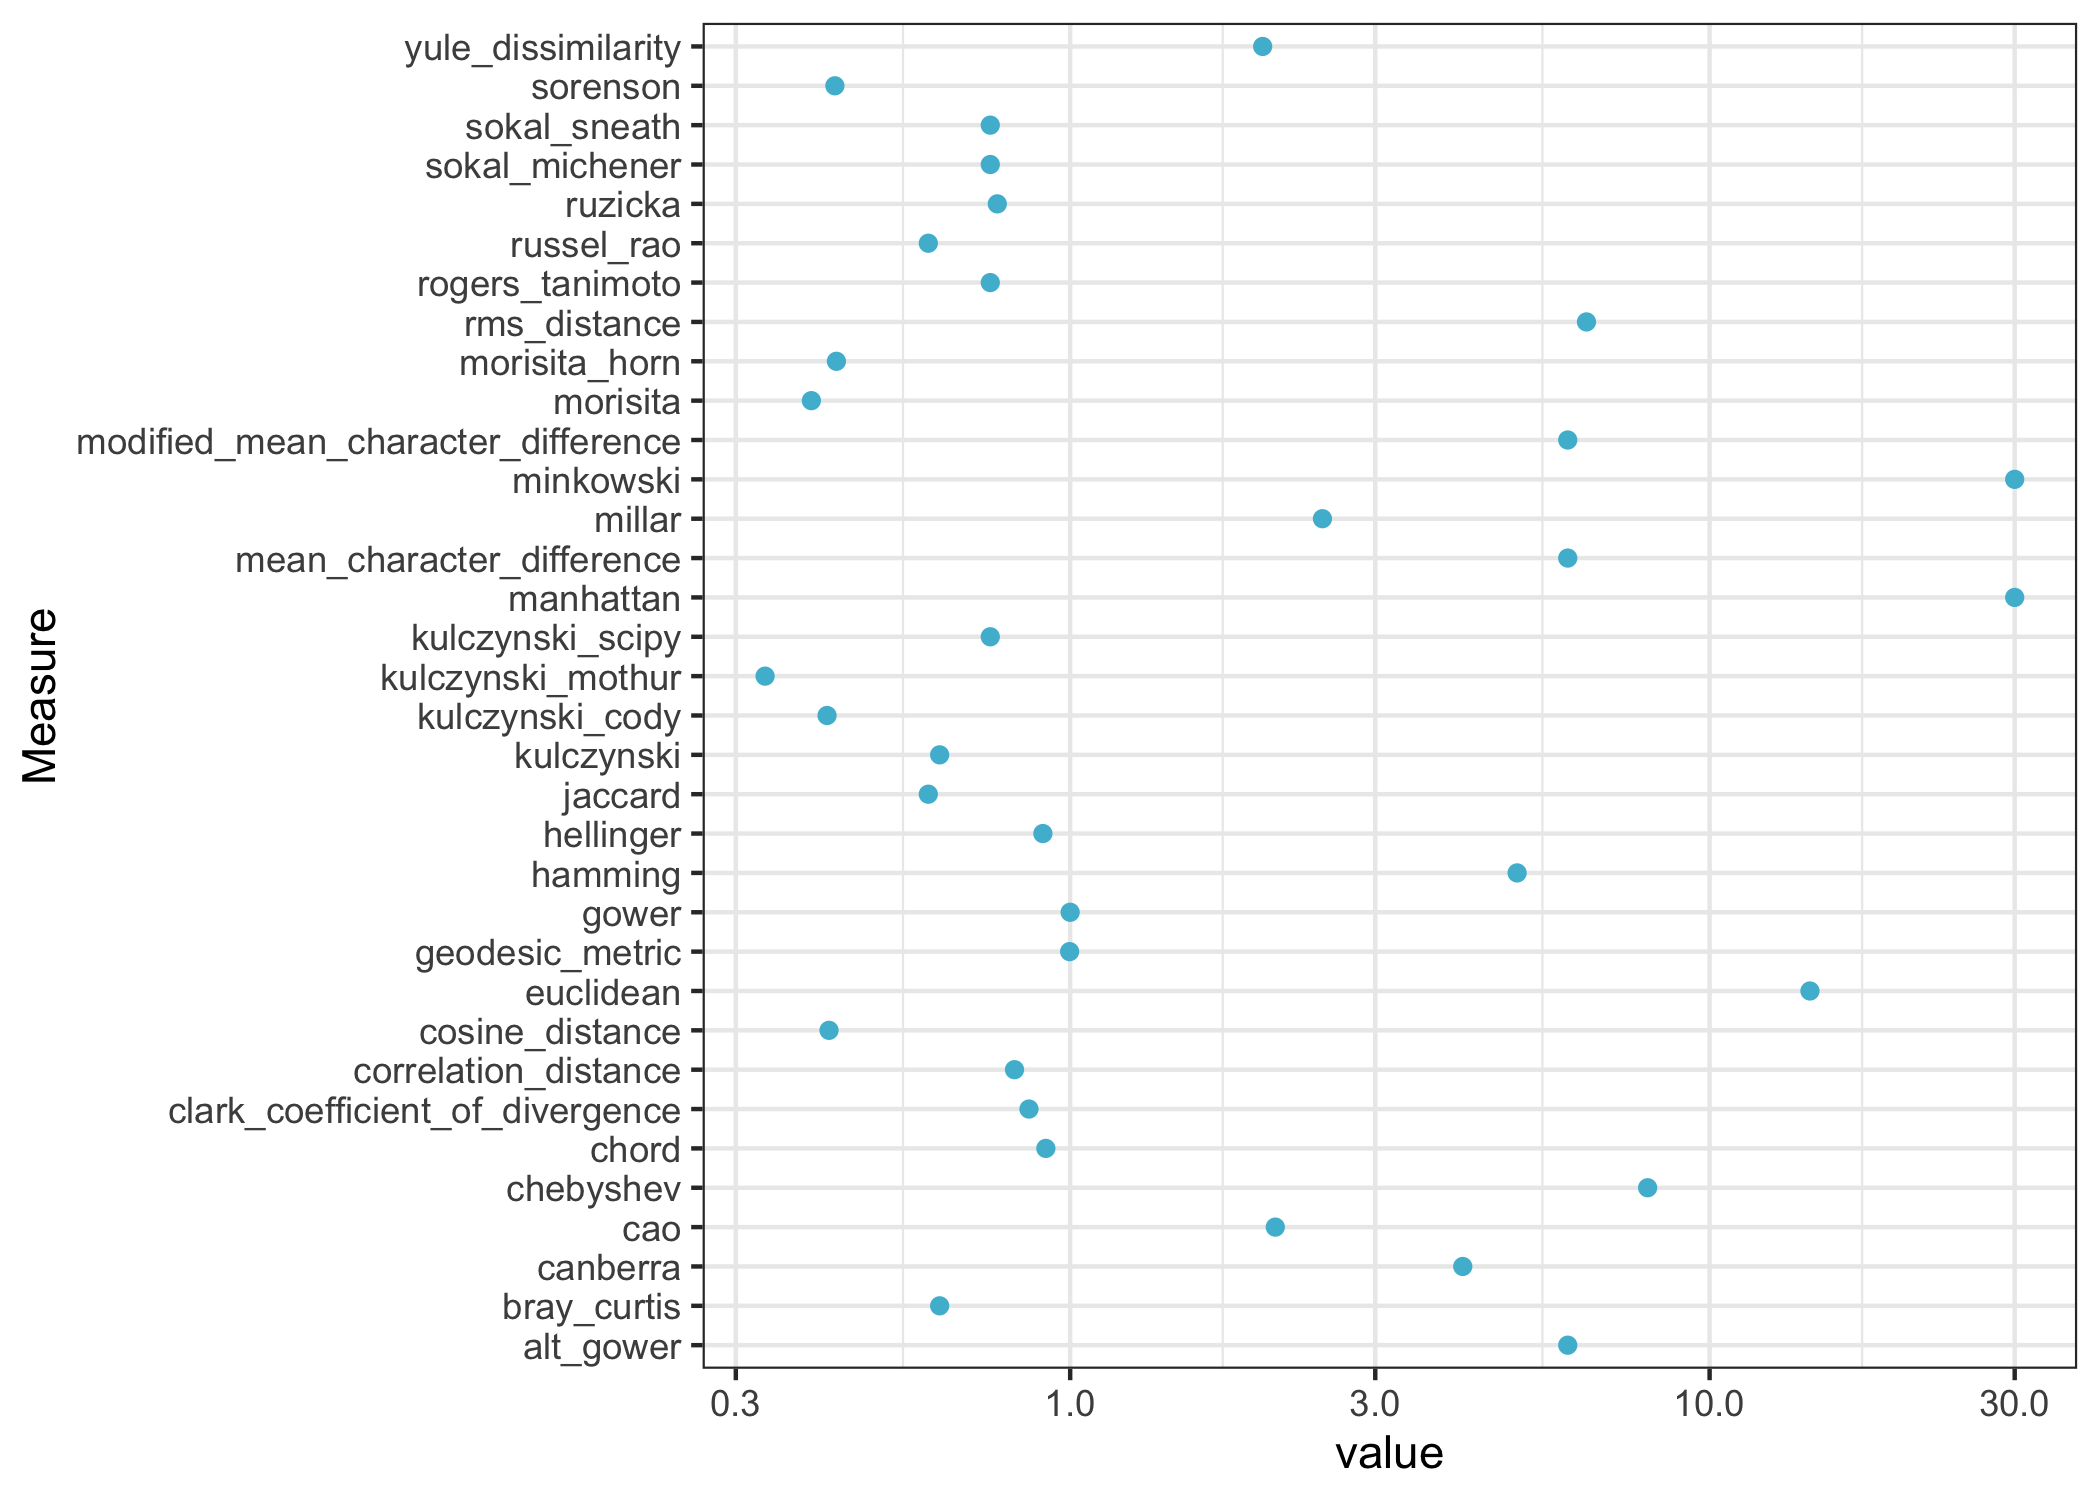 yule_dissimilarity
sorenson
sokal_sneath
sokal_michener
ruzicka
russel_rao
rogers_tanimoto
rms_distance
morisita_horn
morisita
modified_mean_character_difference
minkowski
millar
mean_character_difference
manhattan
kulczynski_scipy
kulczynski_mothur
kulczynski_cody
kulczynski
jaccard
hellinger
hamming
gower
geodesic_metric
euclidean
cosine_distance
correlation_distance
clark_coefficient_of_divergence
chord
chebyshev
cao
canberra
bray_curtis
alt_gower
Measure
0.3 1.0 3.0 10.0 30.0
value